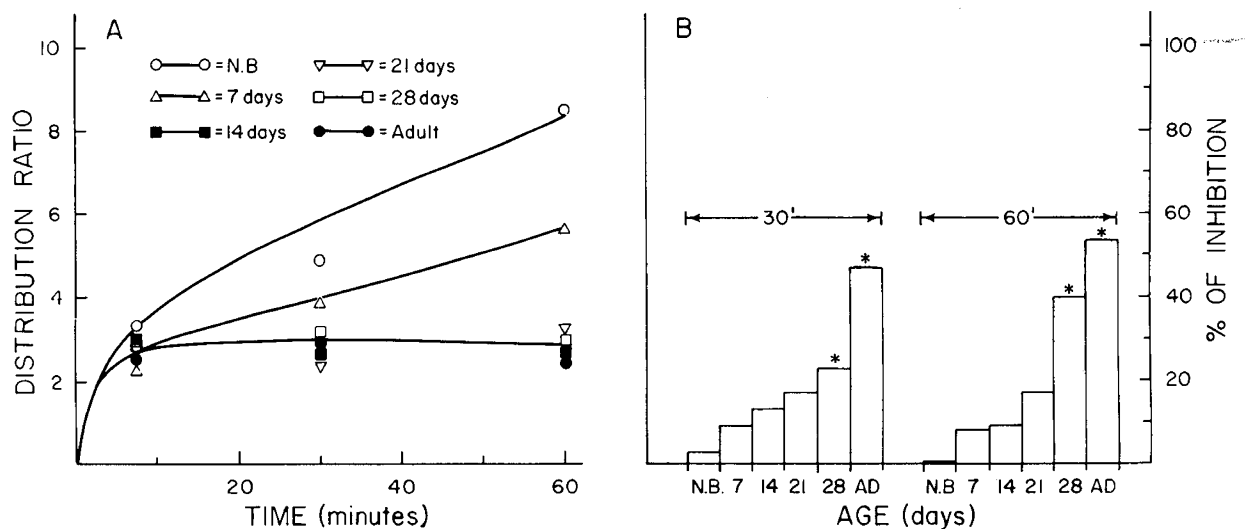 A
DISTRIBUTION RATIO
10
8
6
4
2
= N.B
= 7 days
= 14 days
= 21 days
= 28 days
= Adult
20
40
60
TIME (minutes)
B
30'
60'
*
*
*
*
100
80
60
40
20
% OF INHIBITION
N.B. 7 14 21 28 AD
N.B 7 14 21 28 AD
AGE (days)